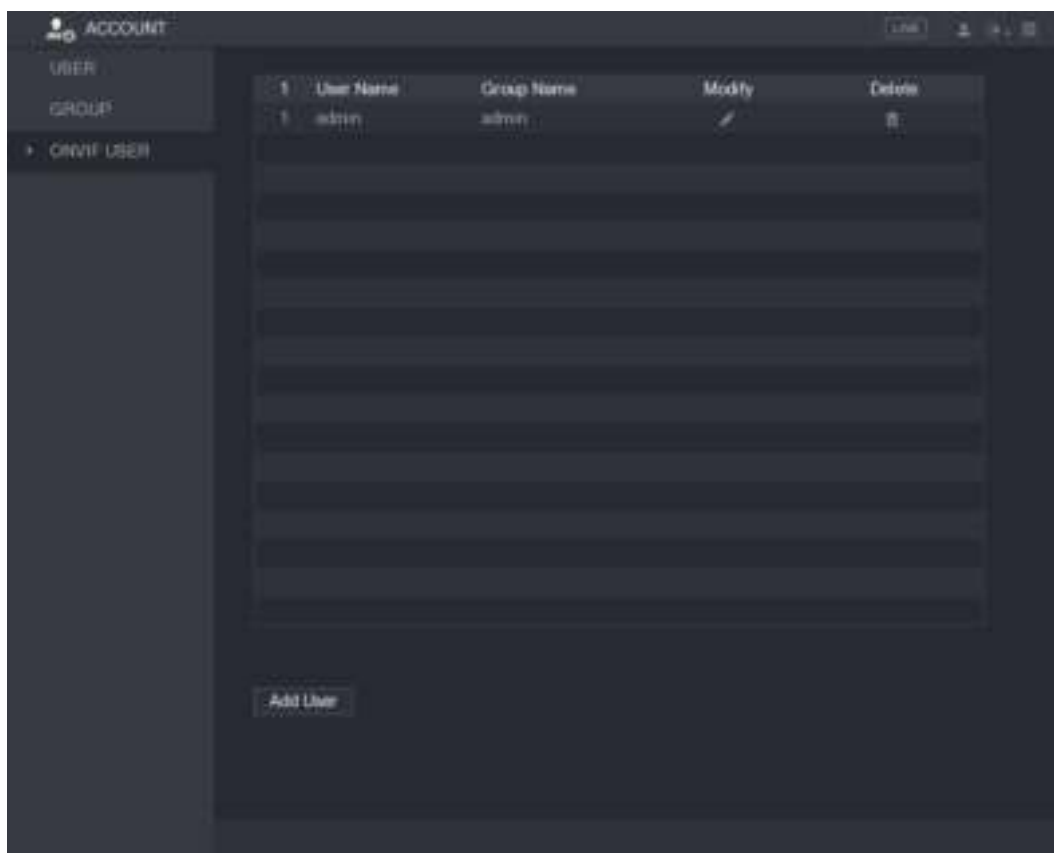 ACCOUNT
LIVE
USER
GROUP
ONVIF USER
1 User Name Group Name Modify Delete
1 admin admin
Add User